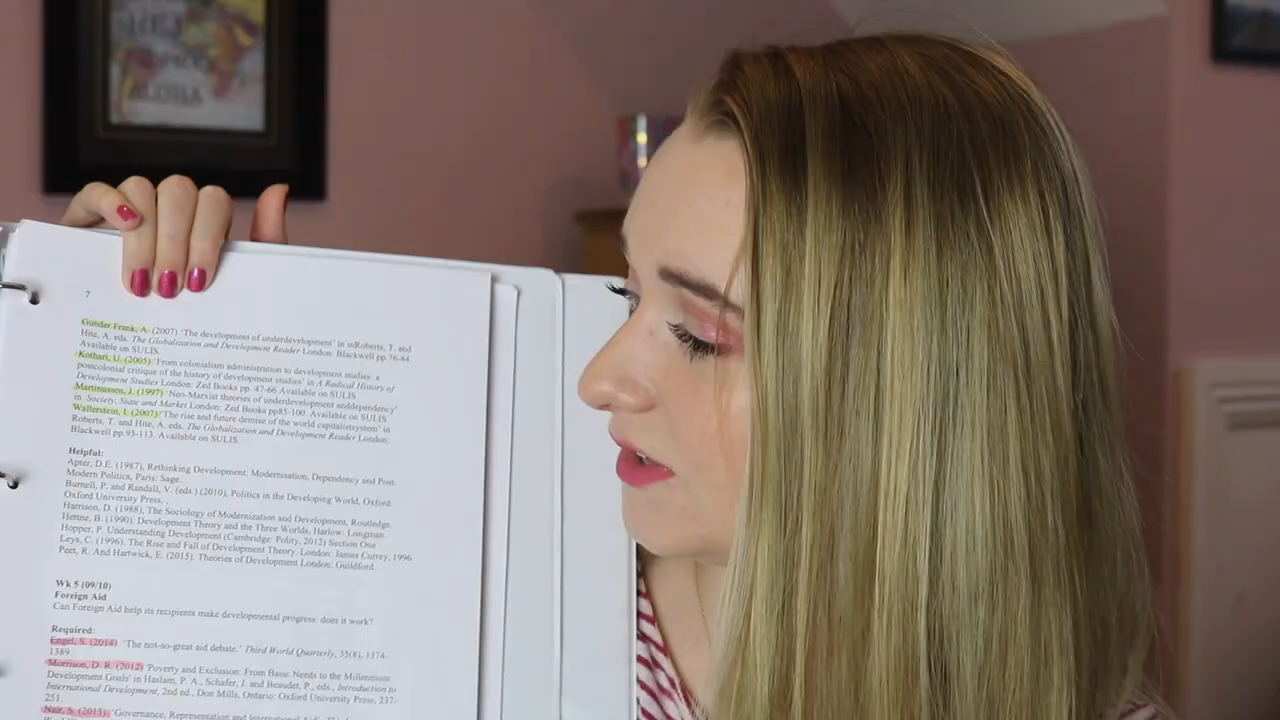 ALOHA
7
Gunder Frank, A. (2007) 'The development of underdevelopment' in inRoberts, T. and
Hite, A. eds. The Globalization and Development Reader London: Blackwell pp.76-84.
Available on SULIS.
Kothari, U. (2005) 'From colonialism administration to development studies: a
postcolonial critique of the history of development studies' in A Radical History of
Development Studies London: Zed Books pp. 47-66 Available on SULIS
Martinussen, J. (1997) 'Neo-Marxist theories of underdevelopment anddependency'
in Society, State and Market London: Zed Books pp85-100. Available on SULIS
Wallerstein, I. (2007) 'The rise and future demise of the world capitalistsystem' in
Roberts, T. and Hite, A. eds. The Globalization and Development Reader London:
Blackwell pp.95-113. Available on SULIS.
Helpful:
Apter, D.E. (1987), Rethinking Development: Modernisation, Dependency and Post
Modern Politics, Paris: Sage.
Burnell, P. and Randall, V. (eds.) (2010), Politics in the Developing World, Oxford:
Oxford University Press, .
Harrison, D. (1988), The Sociology of Modernization and Development, Routledge.
Hettne, B. (1990). Development Theory and the Three Worlds, Harlow: Longman.
Hopper, P. Understanding Development (Cambridge: Polity, 2012) Section One
Leys, C. (1996). The Rise and Fall of Development Theory. London: James Currey, 1996
Peet, R. And Hartwick, E. (2015). Theories of Development London: Guildford.
Wk 5 (09/10)
Foreign Aid
Can Foreign Aid help its recipients make developmental progress: does it work?
Required:
Engel, S. (2014) 'The not-so-great aid debate.' Third World Quarterly, 35(8), 1374-
1389.
Morrison, D. R. (2012) 'Poverty and Exclusion: From Basic Needs to the Millennium
Development Goals' in Haslam, P. A., Schafer, J. and Beaudet, P., eds., Introduction to
International Development, 2nd ed., Don Mills, Ontario: Oxford University Press, 237-
251.
Nair, S. (2013) 'Governance, Representation and International Aid'